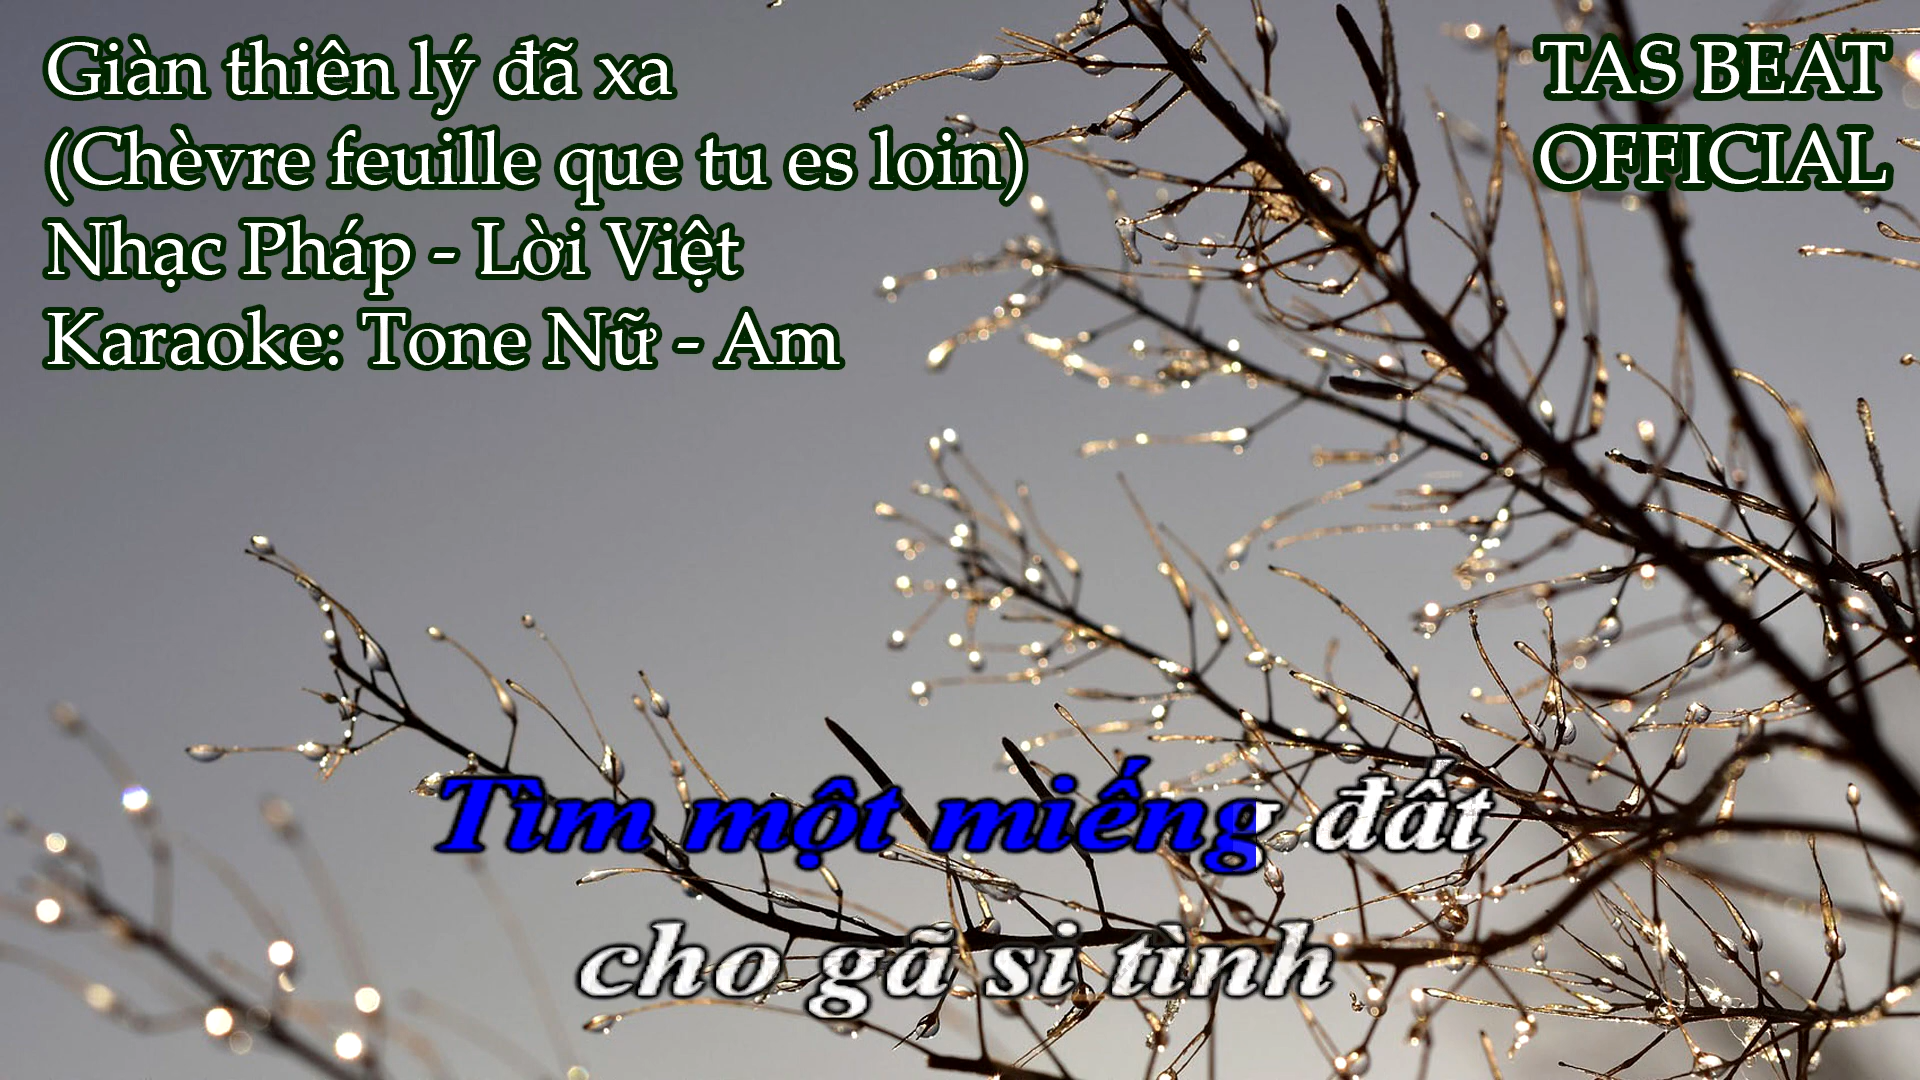 Giàn thiên lý đã xa
(Chèvre feuille que tu es loin)
Nhạc Pháp - Lời Việt
Karaoke: Tone Nữ - Am
TAS BEAT
OFFICIAL
Tìm một miếng đất
cho gã si tình